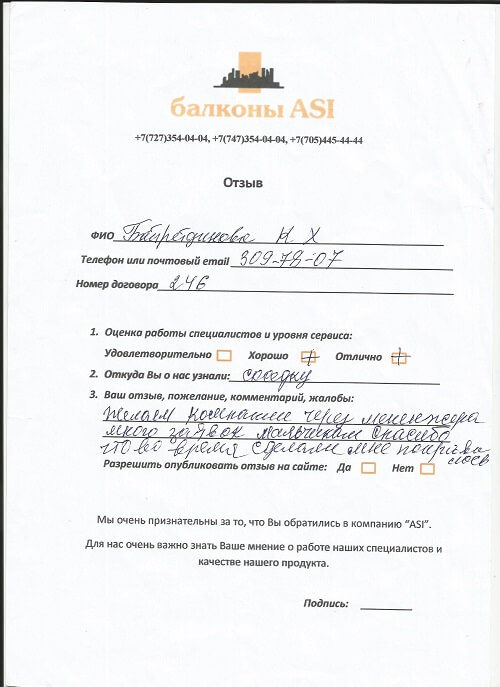 балконы ASI
+7(727)354-04-04, +7(747)354-04-04, +7(705)445-44-44
Отзыв
ФИО К Х
Телефон или почтовый email 309-78-07
Номер договора 246
1. Оценка работы специалистов и уровня сервиса:
Удовлетворительно Хорошо Отлично
2. Откуда Вы о нас узнали: соседку
3. Ваш отзыв, пожелание, комментарий, жалобы:
Желаем компании через менеджера
много заявок мальчикам спасибо
что во время сделали мне
Разрешить опубликовать отзыв на сайте: Да Нет
Мы очень признательны за то, что Вы обратились в компанию “ASI”.
Для нас очень важно знать Ваше мнение о работе наших специалистов и
качестве нашего продукта.
Подпись: